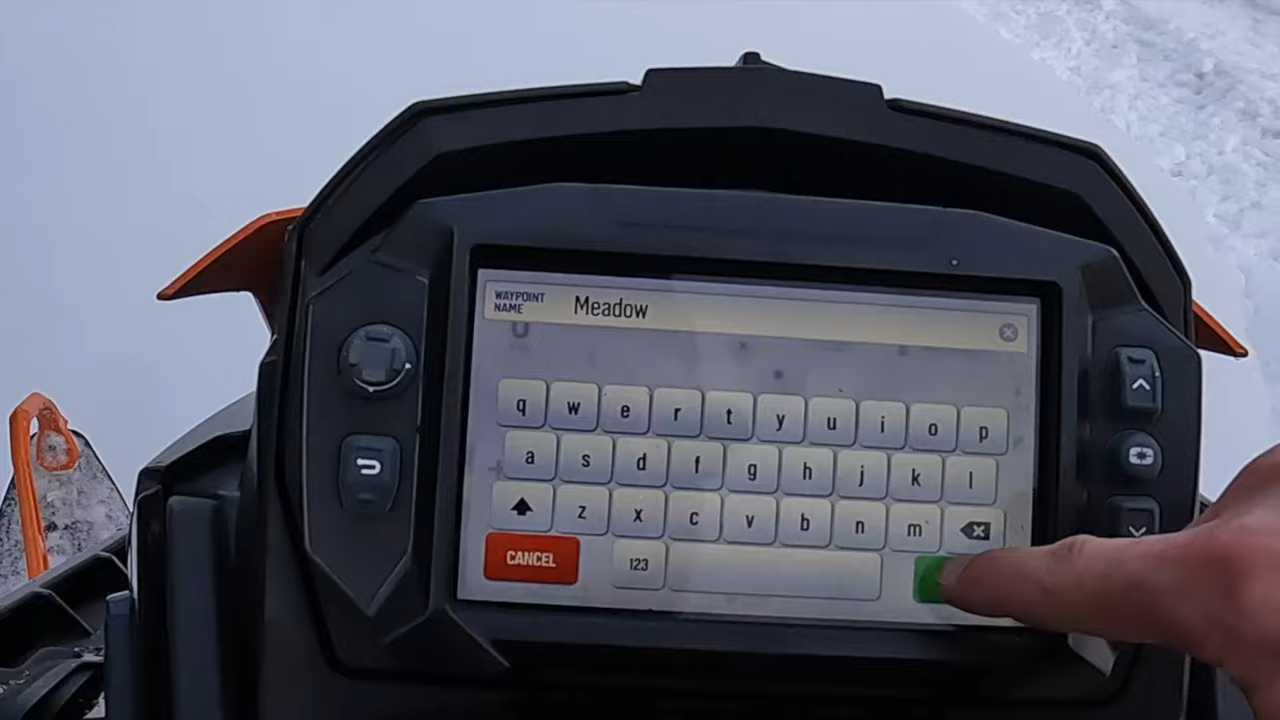 WAYPOINT NAME Meadow
q w e r t y u i o p
a s d f g h j k l
z x c v b n m
CANCEL 123